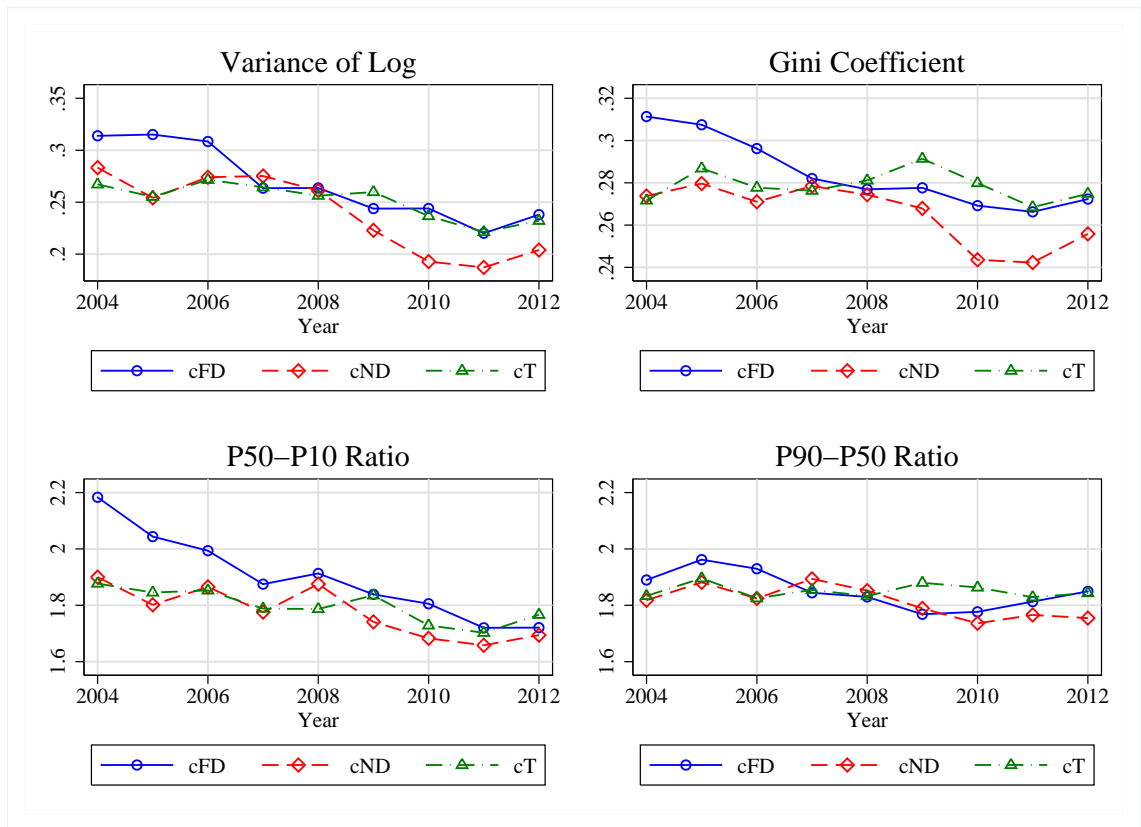 Variance of Log
.35
.3
.25
.2
2004 2006 2008 2010 2012
Year
cFD cND cT
Gini Coefficient
.32
.3
.28
.26
.24
2004 2006 2008 2010 2012
Year
cFD cND cT
P50–P10 Ratio
2.2
2
1.8
1.6
2004 2006 2008 2010 2012
Year
cFD cND cT
P90–P50 Ratio
2.2
2
1.8
1.6
2004 2006 2008 2010 2012
Year
cFD cND cT